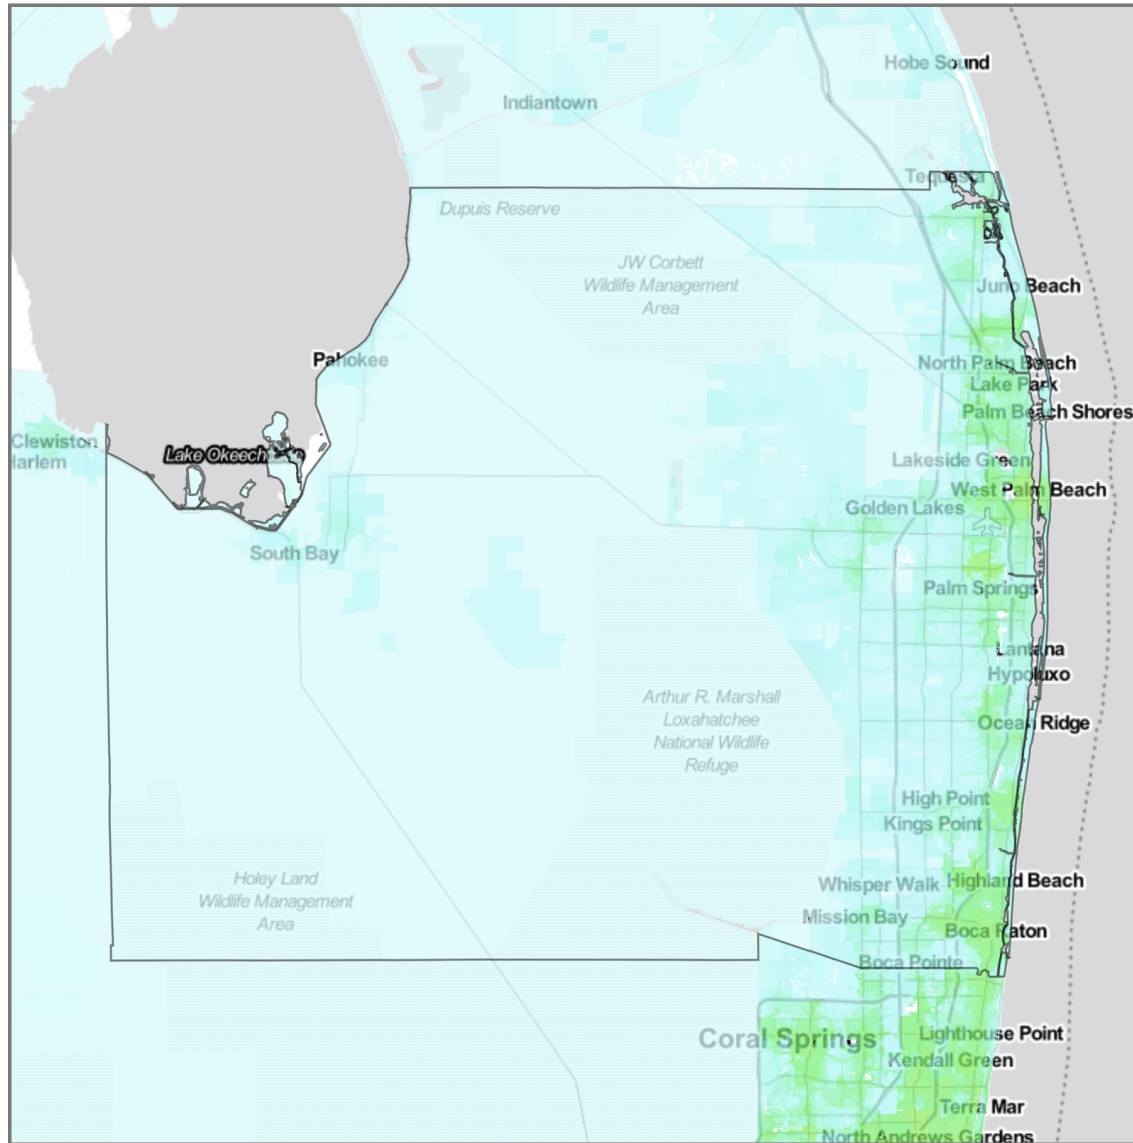 Hobe Sound
Indiantown
Tequesta
Dupuis Reserve
JW Corbett
Wildlife Management
Area
Juno Beach
Pahokee
North Palm Beach
Lake Park
Palm Beach Shores
Clewiston
Harlem
Lake Okeech
Lakeside Green
West Palm Beach
Golden Lakes
South Bay
Palm Springs
Lantana
Hypoluxo
Arthur R. Marshall
Loxahatchee
National Wildlife
Refuge
Ocean Ridge
High Point
Kings Point
Holey Land
Wildlife Management
Area
Whisper Walk
Highland Beach
Mission Bay
Boca Raton
Boca Pointe
Coral Springs
Lighthouse Point
Kendall Green
Terra Mar
North Andrews Gardens